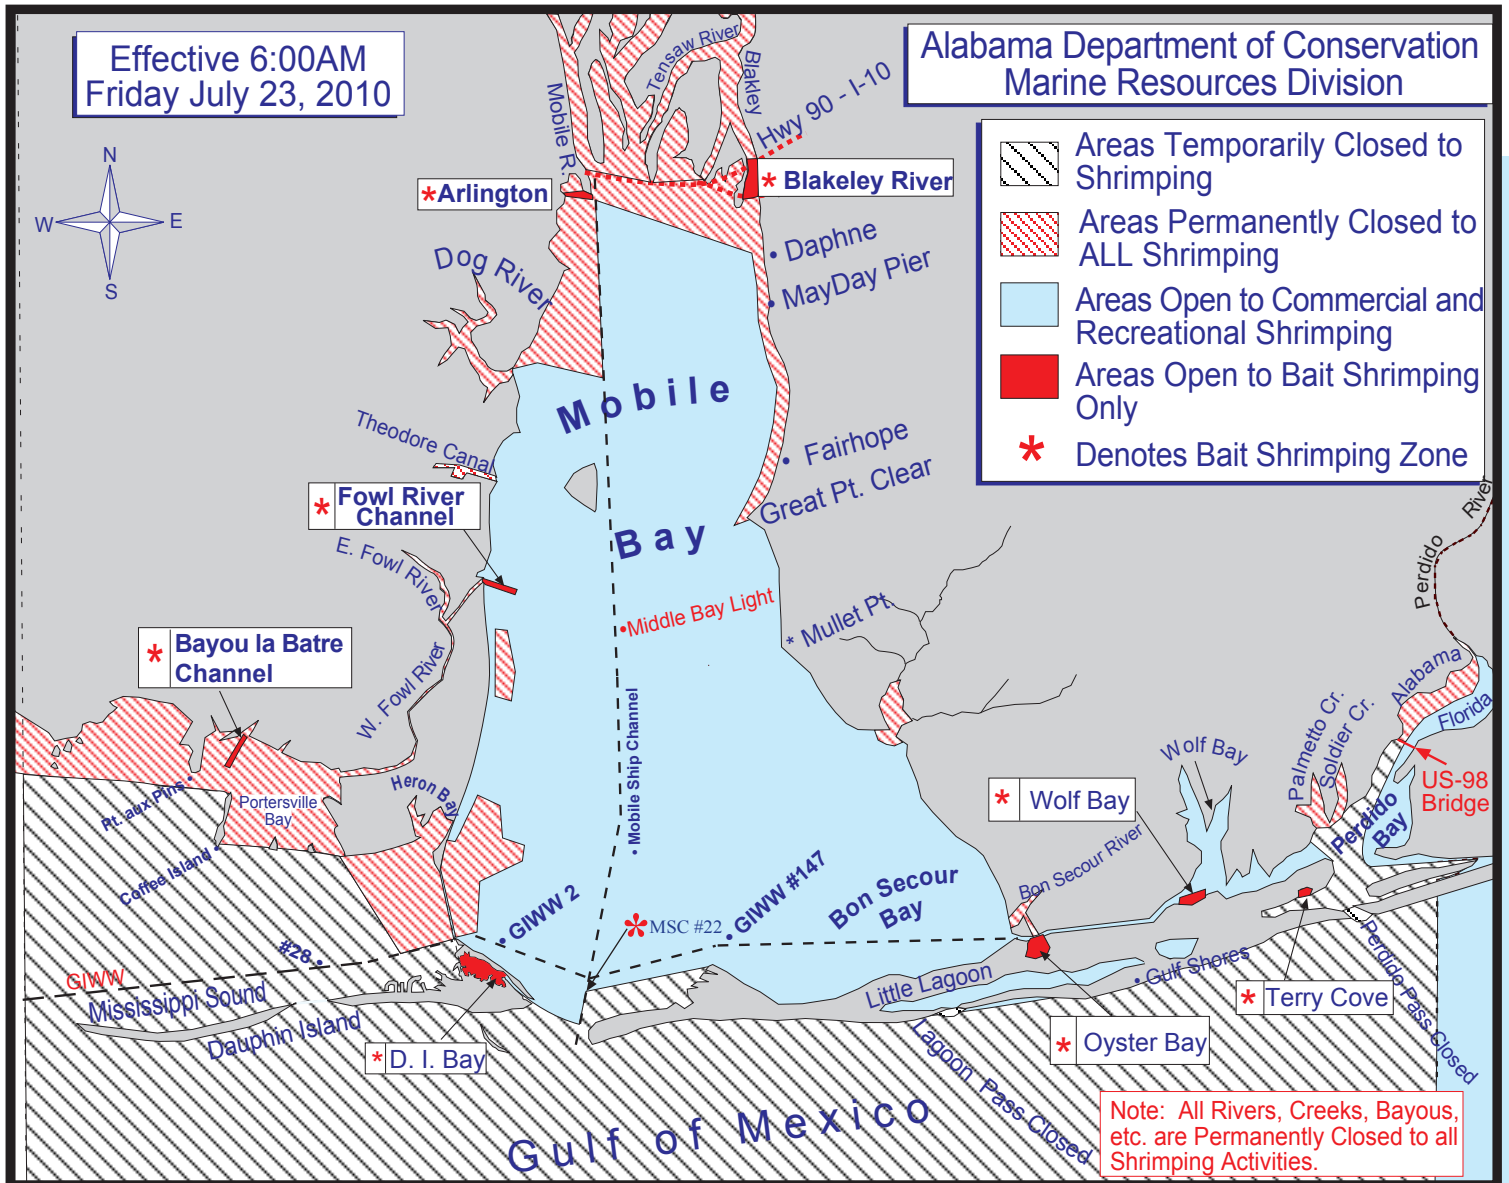 Effective 6:00AM
Friday July 23, 2010
Alabama Department of Conservation
Marine Resources Division
Areas Temporarily Closed to
Shrimping
Areas Permanently Closed to
ALL Shrimping
Areas Open to Commercial and
Recreational Shrimping
Areas Open to Bait Shrimping
Only
* Denotes Bait Shrimping Zone
N
W
E
S
Mobile R.
Tensaw River
Blakley
Hwy 90 - I-10
*Arlington
* Blakeley River
Dog River
• Daphne
• MayDay Pier
Mobile
Theodore Canal
• Fairhope
Great Pt. Clear
* Fowl River
Channel
Bay
E. Fowl River
•Middle Bay Light
* Mullet Pt.
Perdido
River
* Bayou la Batre
Channel
W. Fowl River
• Mobile Ship Channel
Alabama
Florida
Palmetto Cr.
Soldier Cr.
Wolf Bay
US-98
Bridge
Pt. aux Pins •
Portersville
Bay
Heron Bay
* Wolf Bay
Perdido
Bay
Coffee Island •
Bon Secour River
• GIWW 2
• GIWW #147
Bon Secour
Bay
* MSC #22
#28 •
GIWW
Mississippi Sound
Dauphin Island
Little Lagoon
• Gulf Shores
* Terry Cove
Perdido Pass Closed
* D. I. Bay
* Oyster Bay
Lagoon Pass Closed
Gulf of Mexico
Note: All Rivers, Creeks, Bayous,
etc. are Permanently Closed to all
Shrimping Activities.